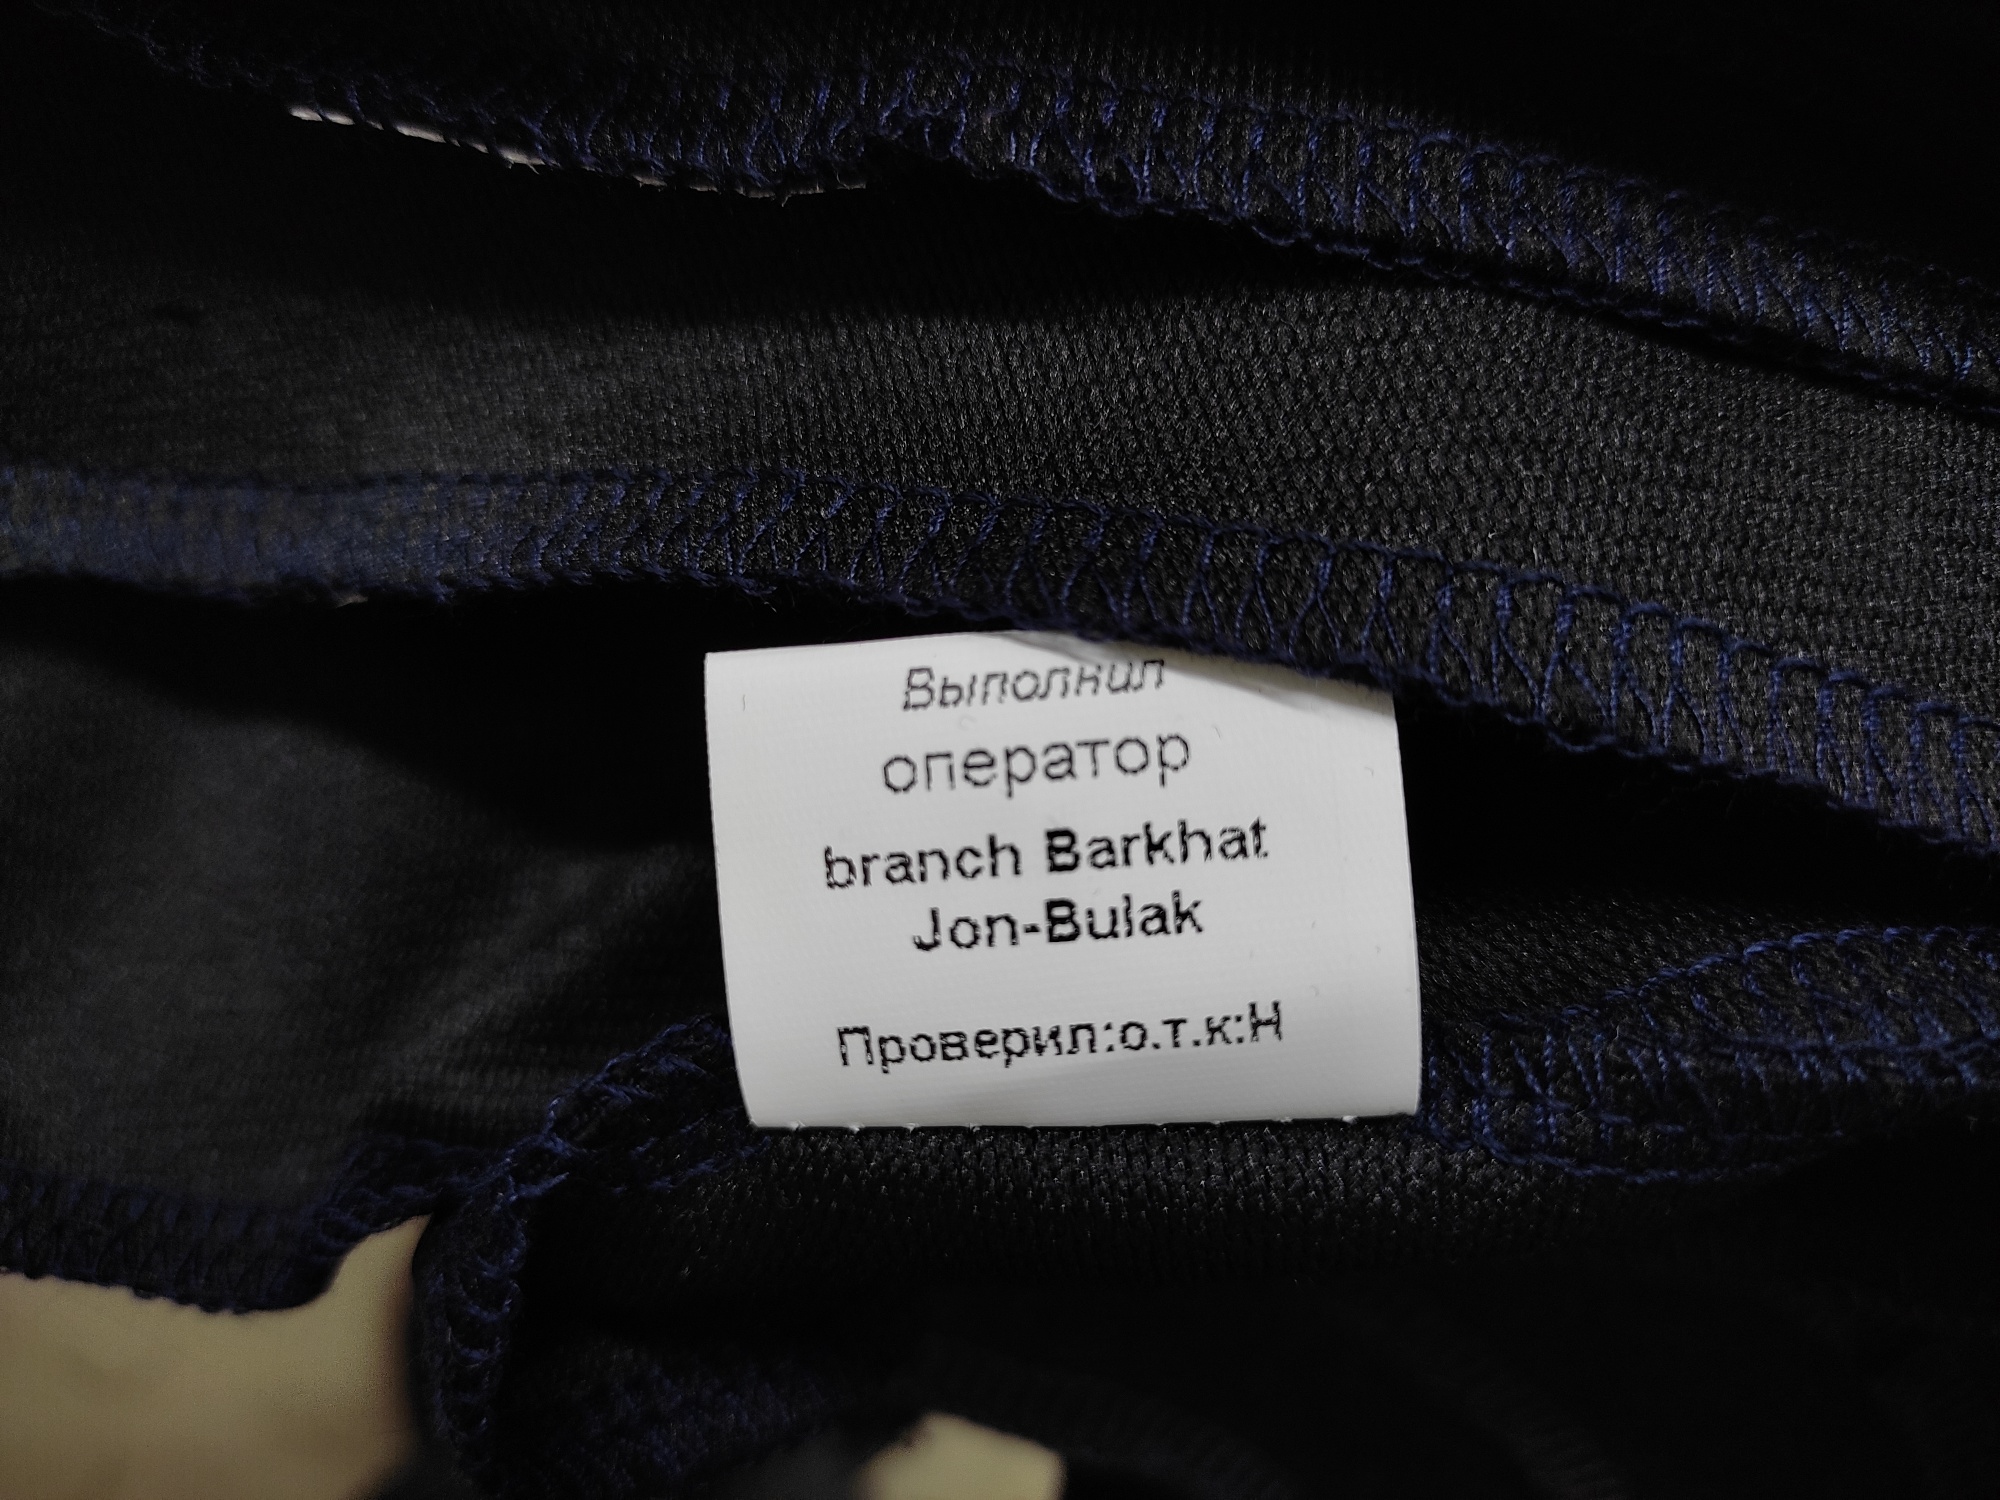 Выполнил
оператор
branch Barkhat
Jon-Bulak
Проверил:о.т.к:Н